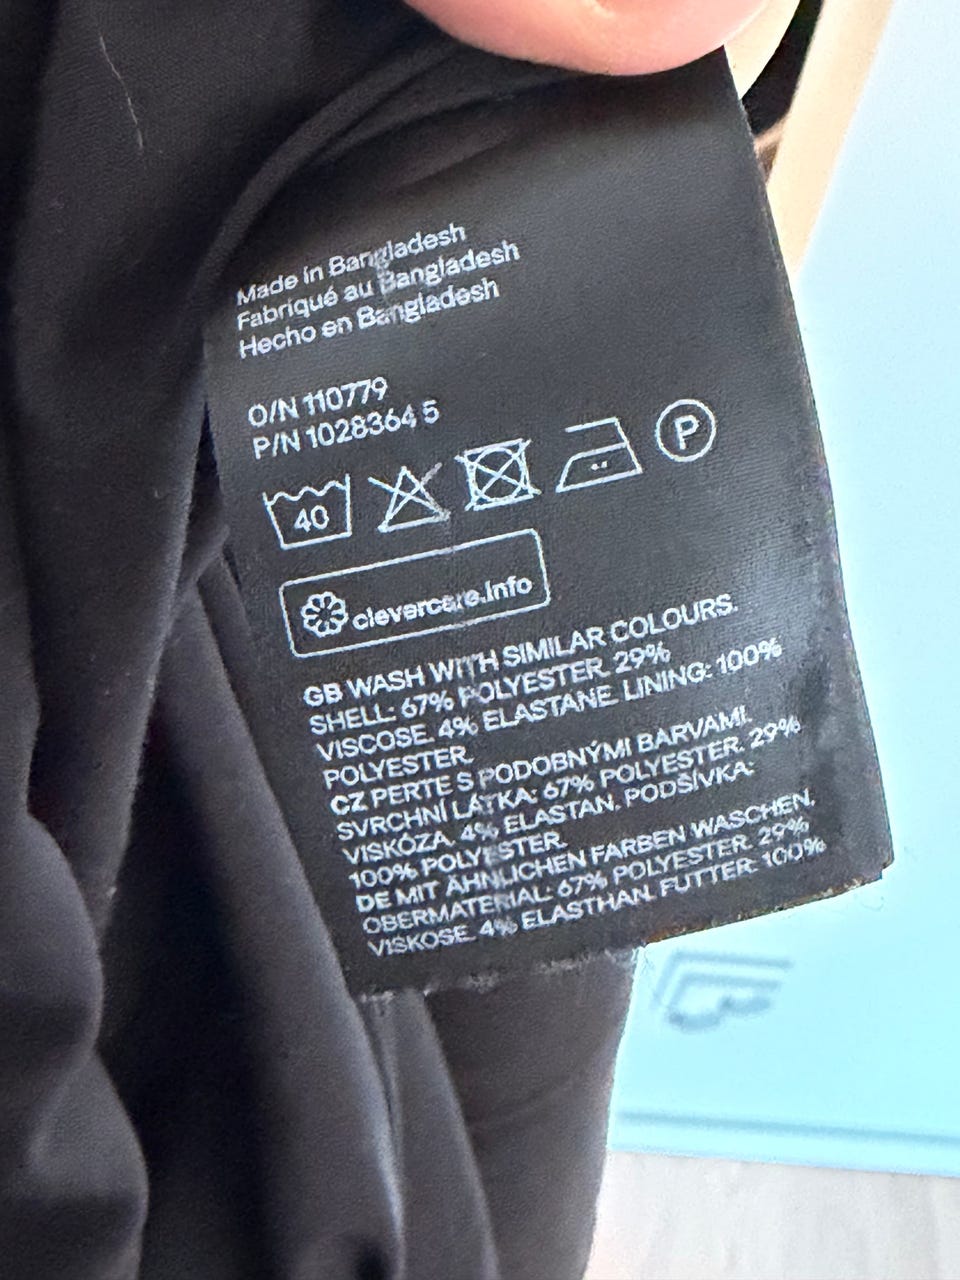 Made in Bangladesh
Fabriqué au Bangladesh
Hecho en Bangladesh
O/N 110779
P/N 1028364 5
40
P
clevercare.info
GB WASH WITH SIMILAR COLOURS.
SHELL: 67% POLYESTER. 29%
VISCOSE. 4% ELASTANE. LINING: 100%
POLYESTER.
CZ PERTE S PODOBNÝMI BARVAMI.
SVRCHNÍ LÁTKA: 67% POLYESTER. 29%
VISKÓZA. 4% ELASTAN. PODŠÍVKA:
100% POLYESTER.
DE MIT ÄHNLICHEN FARBEN WASCHEN.
OBERMATERIAL: 67% POLYESTER. 29%
VISKOSE. 4% ELASTHAN. FUTTER: 100%